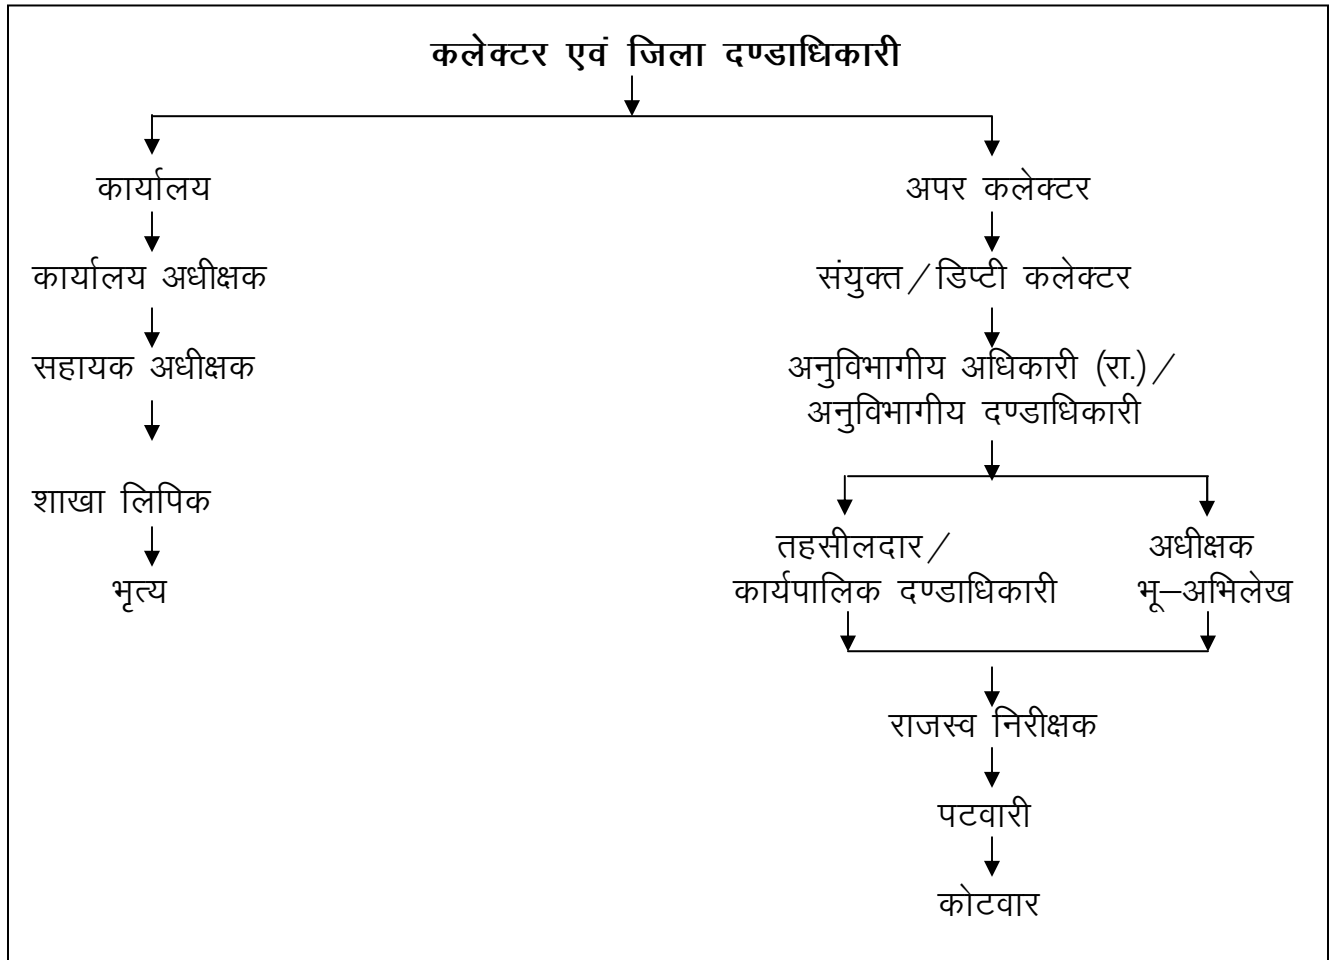 कलेक्टर एवं जिला दण्डाधिकारी
कार्यालय
अपर कलेक्टर
कार्यालय अधीक्षक
संयुक्त/डिप्टी कलेक्टर
सहायक अधीक्षक
अनुविभागीय अधिकारी (रा.)/
अनुविभागीय दण्डाधिकारी
शाखा लिपिक
तहसीलदार/
कार्यपालिक दण्डाधिकारी
अधीक्षक
भू–अभिलेख
भृत्य
राजस्व निरीक्षक
पटवारी
कोटवार